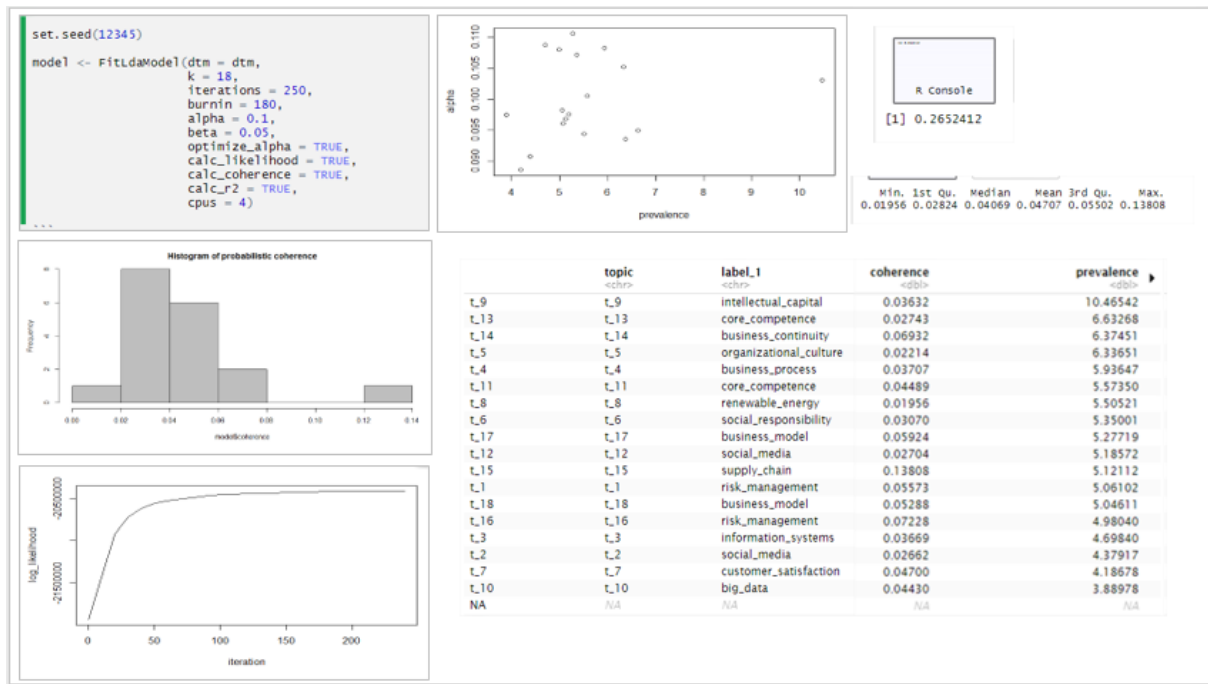 set.seed(12345)
model <- FitLdaModel(dtm = dtm,
k = 18,
iterations = 250,
burnin = 180,
alpha = 0.1,
beta = 0.05,
optimize_alpha = TRUE,
calc_likelihood = TRUE,
calc_coherence = TRUE,
calc_r2 = TRUE,
cpus = 4)
alpha
0.110
0.105
0.100
0.095
0.090
4 5 6 7 8 9 10
prevalence
R Console
[1] 0.2652412
Min. 1st Qu. Median Mean 3rd Qu. Max.
0.01956 0.02824 0.04069 0.04707 0.05502 0.13808
Histogram of probabilistic coherence
Frequency
8
6
4
2
0
0.00 0.02 0.04 0.06 0.08 0.10 0.12 0.14
model$coherence
log_likelihood
-20500000
-21500000
0 50 100 150 200
iteration
topic label_1 coherence prevalence
<chr> <chr> <dbl> <dbl>
t_9 t_9 intellectual_capital 0.03632 10.46542
t_13 t_13 core_competence 0.02743 6.63268
t_14 t_14 business_continuity 0.06932 6.37451
t_5 t_5 organizational_culture 0.02214 6.33651
t_4 t_4 business_process 0.03707 5.93647
t_11 t_11 core_competence 0.04489 5.57350
t_8 t_8 renewable_energy 0.01956 5.50521
t_6 t_6 social_responsibility 0.03070 5.35001
t_17 t_17 business_model 0.05924 5.27719
t_12 t_12 social_media 0.02704 5.18572
t_15 t_15 supply_chain 0.13808 5.12112
t_1 t_1 risk_management 0.05573 5.06102
t_18 t_18 business_model 0.05288 5.04611
t_16 t_16 risk_management 0.07228 4.98040
t_3 t_3 information_systems 0.03669 4.69840
t_2 t_2 social_media 0.02662 4.37917
t_7 t_7 customer_satisfaction 0.04700 4.18678
t_10 t_10 big_data 0.04430 3.88978
NA NA NA NA NA